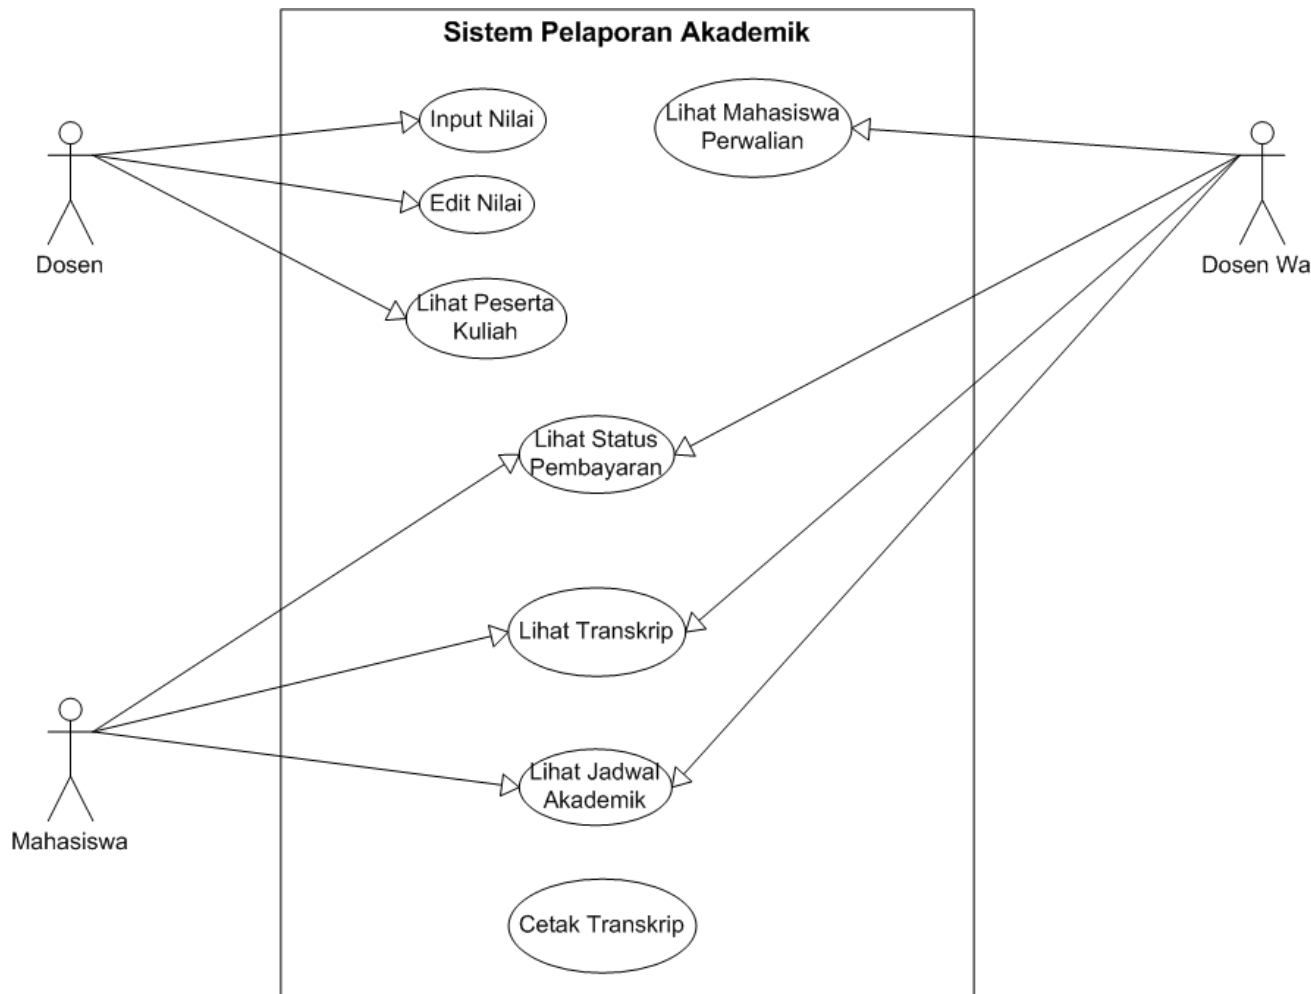 Sistem Pelaporan Akademik
Input Nilai
Lihat Mahasiswa
Perwalian
Edit Nilai
Dosen
Dosen Wa
Lihat Peserta
Kuliah
Lihat Status
Pembayaran
Lihat Transkrip
Lihat Jadwal
Akademik
Mahasiswa
Cetak Transkrip